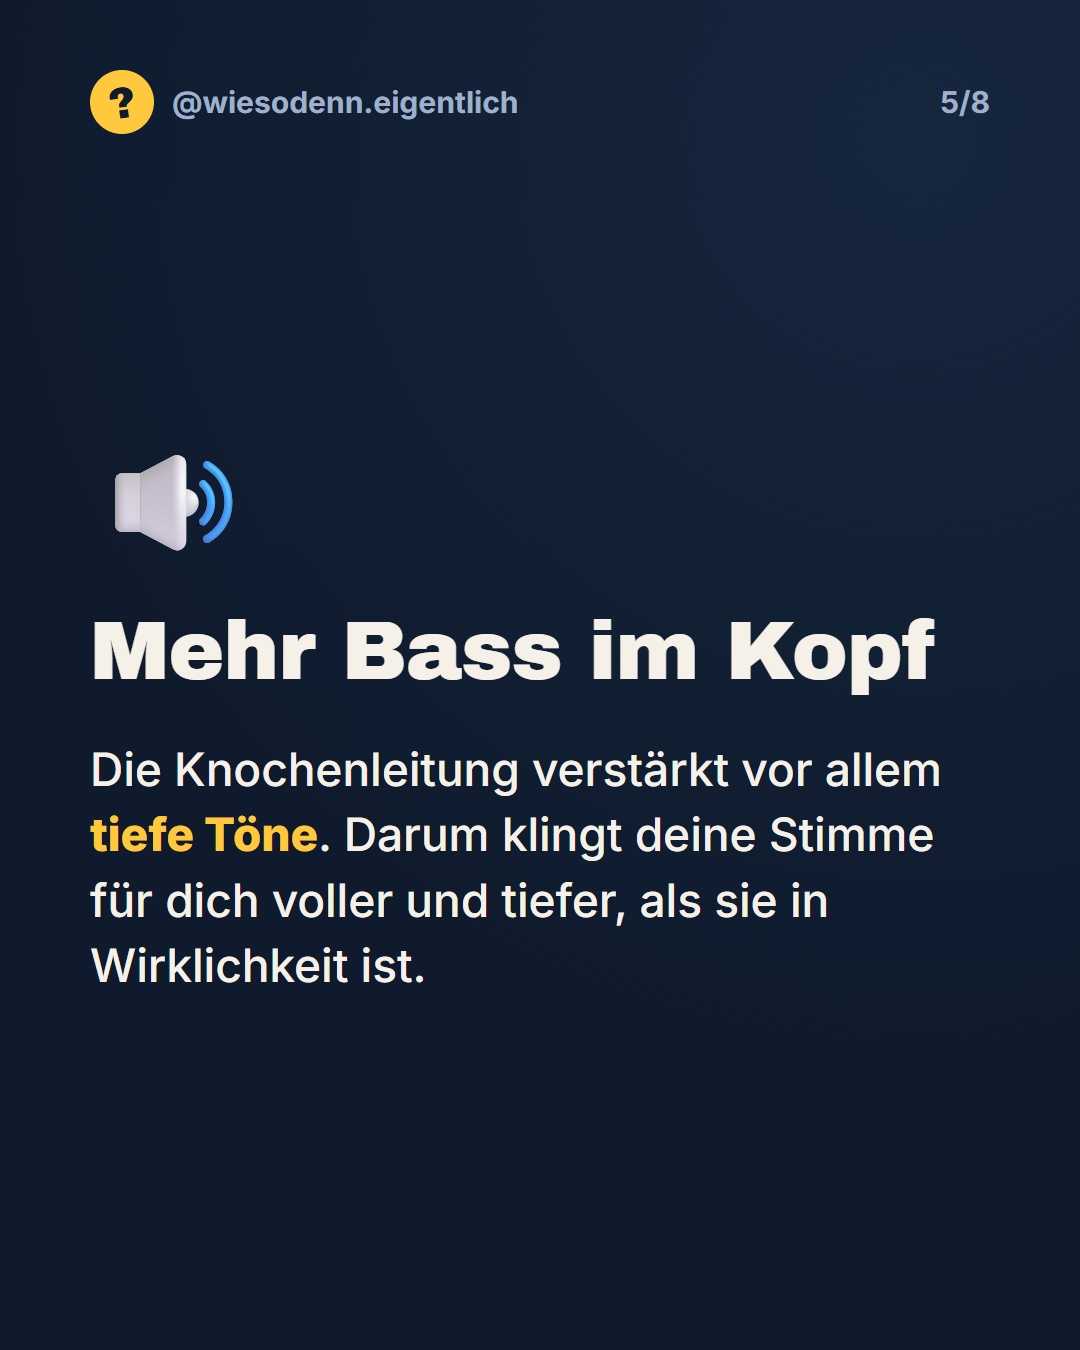 ?
@wiesodenn.eigentlich
5/8
Mehr Bass im Kopf
Die Knochenleitung verstärkt vor allem
tiefe Töne. Darum klingt deine Stimme
für dich voller und tiefer, als sie in
Wirklichkeit ist.